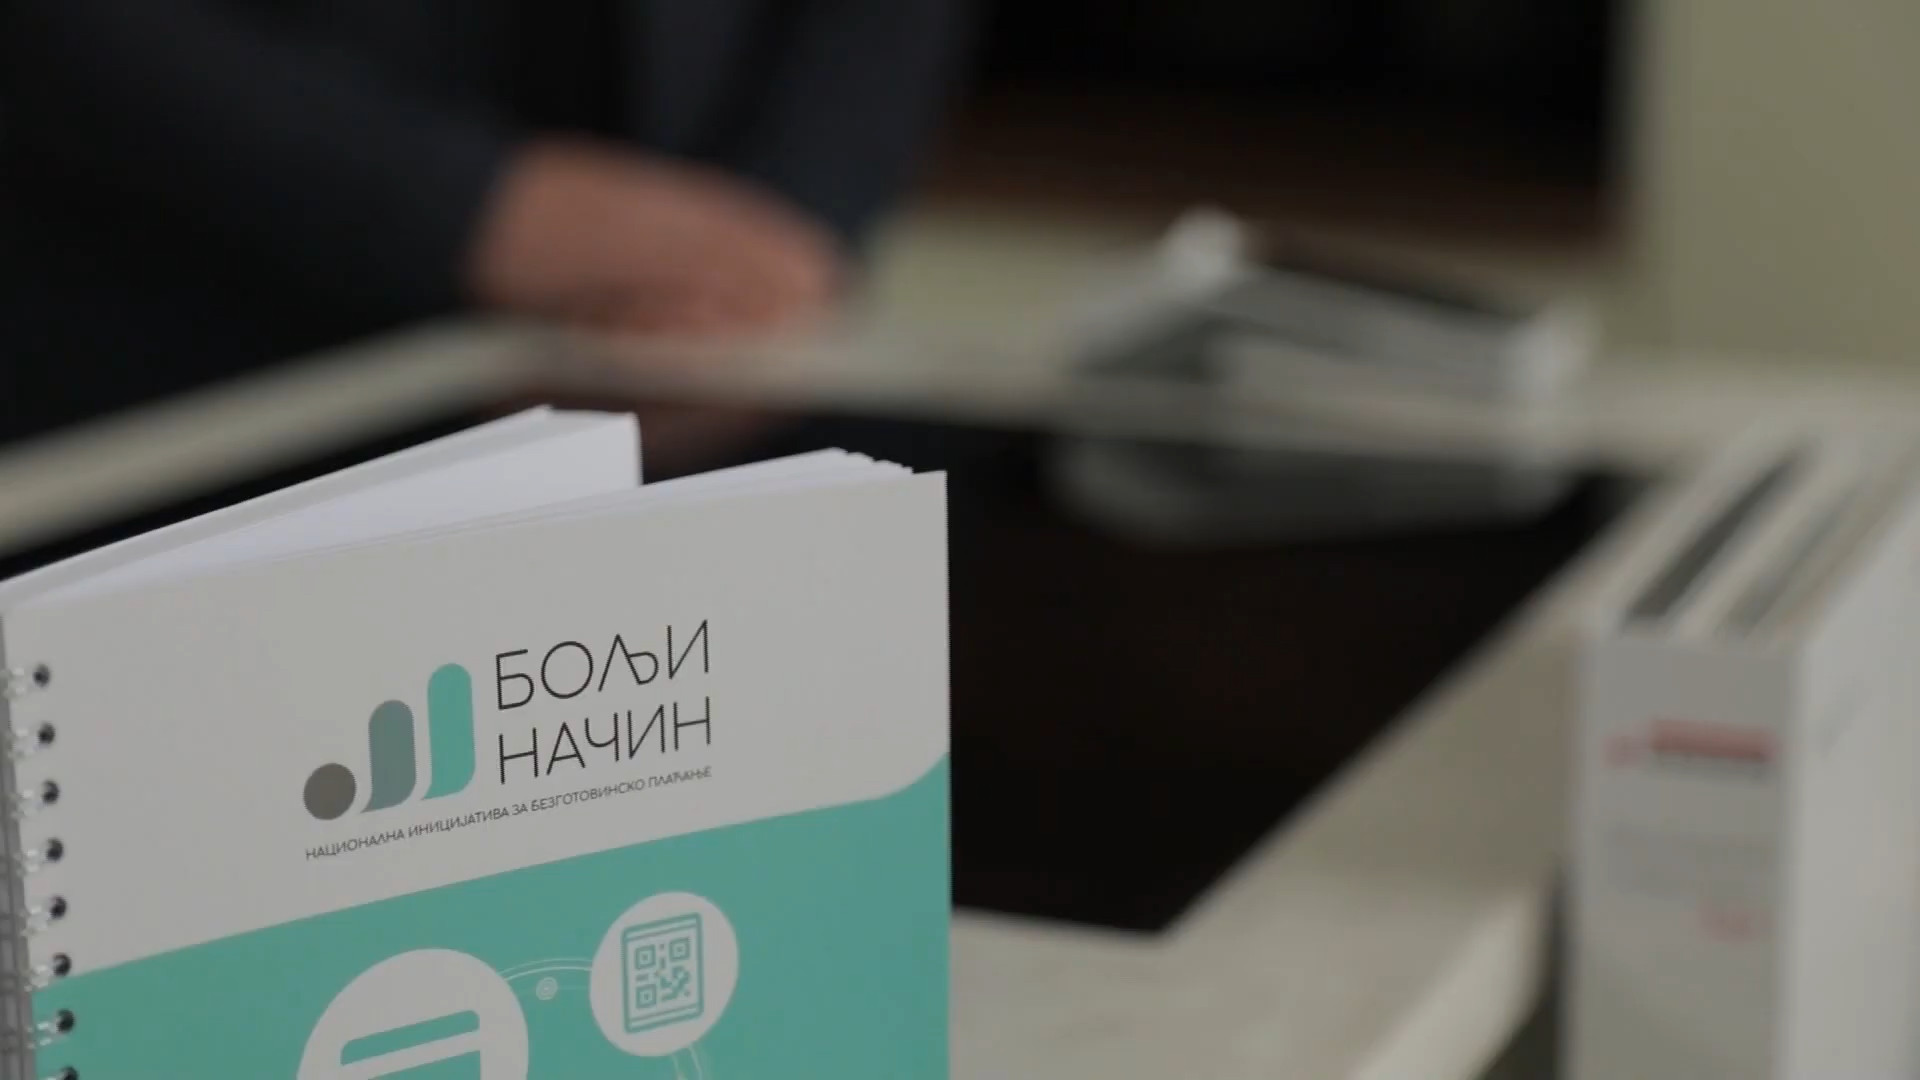 БОЉИ
НАЧИН
НАЦИОНАЛНА ИНИЦИЈАТИВА ЗА БЕЗГОТОВИНСКО ПЛАЋАЊЕ